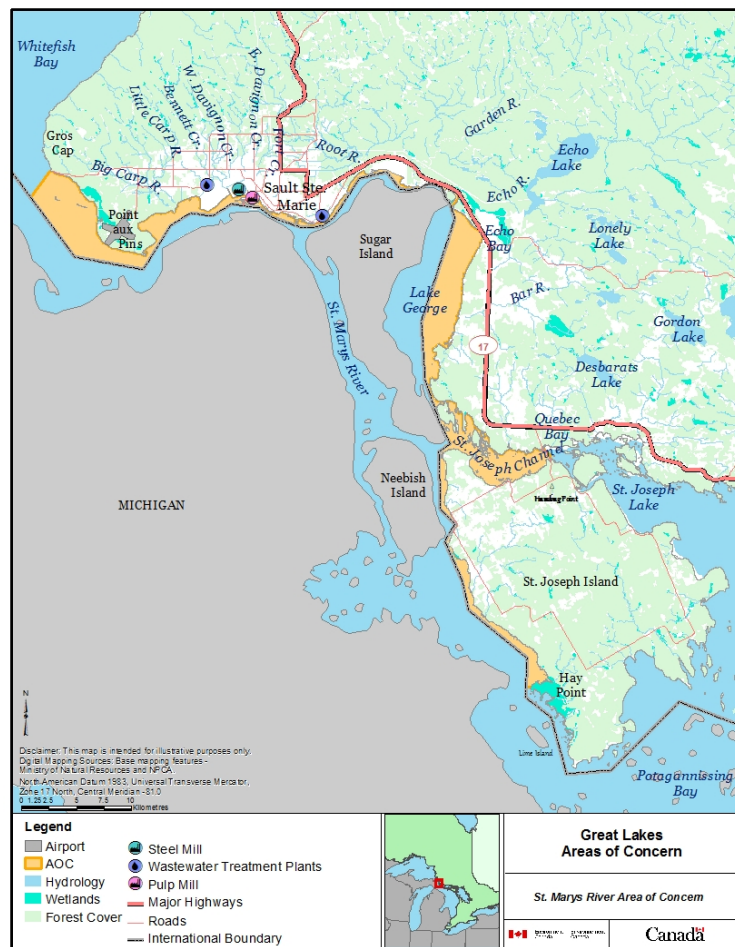 Whitefish
Bay
Gros
Cap
Big Carp R.
Little Carp R.
Bennett Cr.
W. Davignon Cr.
E. Davignon Cr.
Fort Cr.
Root R.
Garden R.
Echo
Lake
Echo R.
Sault Ste.
Marie
Point
aux
Pins
Sugar
Island
Echo
Bay
Lonely
Lake
Lake
George
Bar R.
St. Marys River
Gordon
Lake
17
Desbarats
Lake
Quebec
Bay
St. Joseph Channel
Neebish
Island
MICHIGAN
St. Joseph
Lake
St. Joseph Island
Hay
Point
Lime Island
Potagannissing
Bay
N
Disclaimer: This map is intended for illustrative purposes only.
Digital Mapping Sources: Base mapping features -
Ministry of Natural Resources and NRCA.
North American Datum 1983, Universal Transverse Mercator,
Zone 17 North, Central Meridian -81.0
0 1.25 2.5 5 7.5 10
Kilometres
Legend
Airport
AOC
Hydrology
Wetlands
Forest Cover
Steel Mill
Wastewater Treatment Plants
Pulp Mill
Major Highways
Roads
International Boundary
Great Lakes
Areas of Concern
St. Marys River Area of Concern
Canada